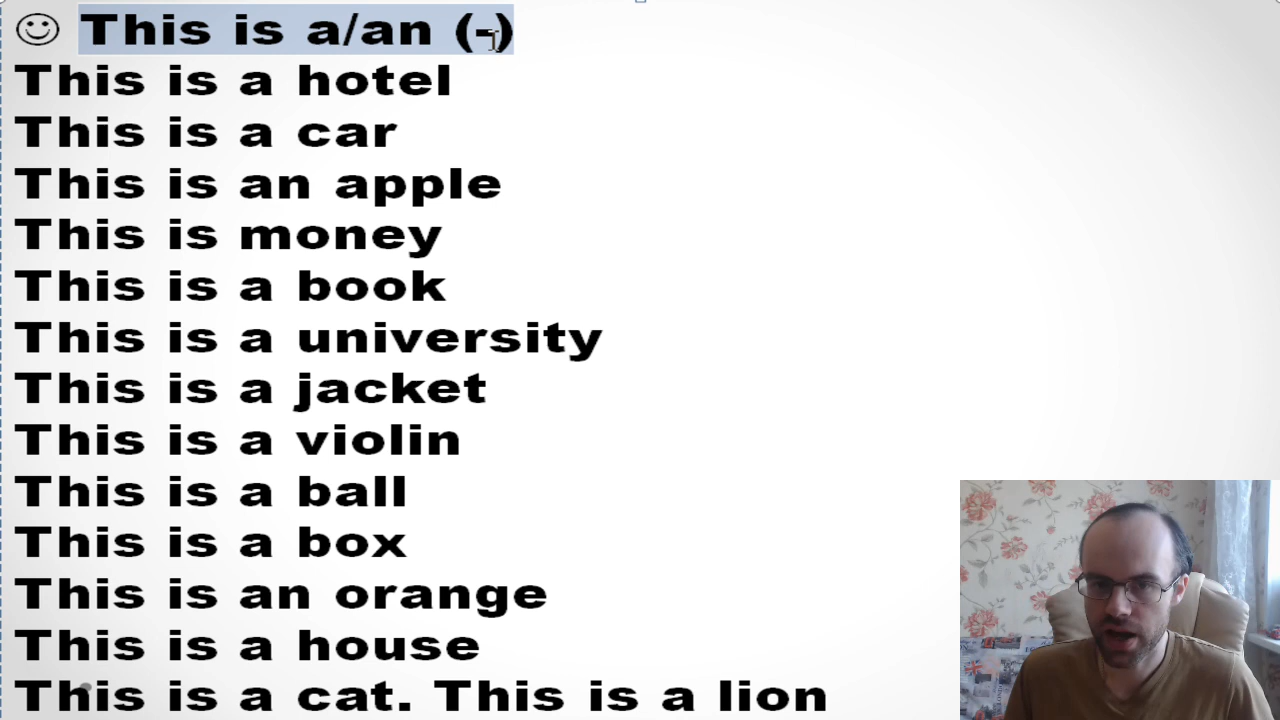 ☺ This is a/an (-)
This is a hotel
This is a car
This is an apple
This is money
This is a book
This is a university
This is a jacket
This is a violin
This is a ball
This is a box
This is an orange
This is a house
This is a cat. This is a lion